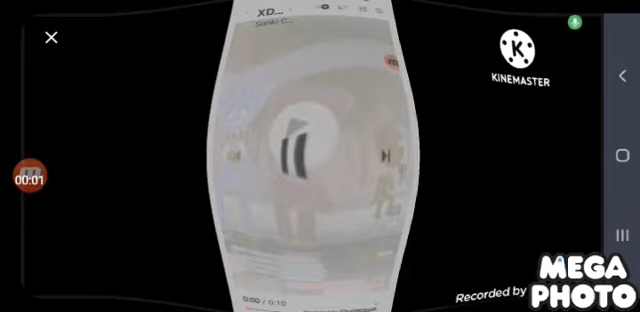 XD...
KINEMASTER
00:01
0:00 / 0:10
Recorded by
MEGA
PHOTO